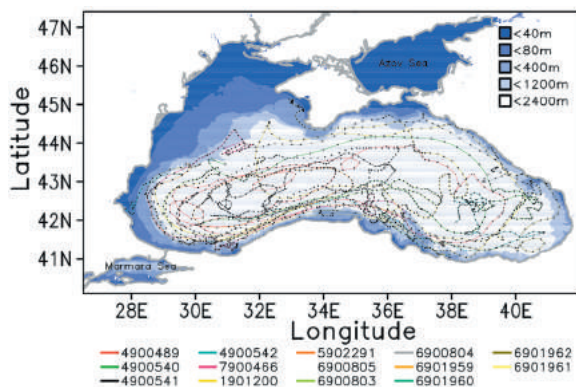 47N
46N
45N
44N
43N
42N
41N
Latitude
Azov Sea
Marmara Sea
<40m
<80m
<400m
<1200m
<2400m
28E 30E 32E 34E 36E 38E 40E
Longitude
4900489 4900542 5902291 6900804 6901962
4900540 7900466 6900805 6901959 6901961
4900541 1901200 6900803 6901960